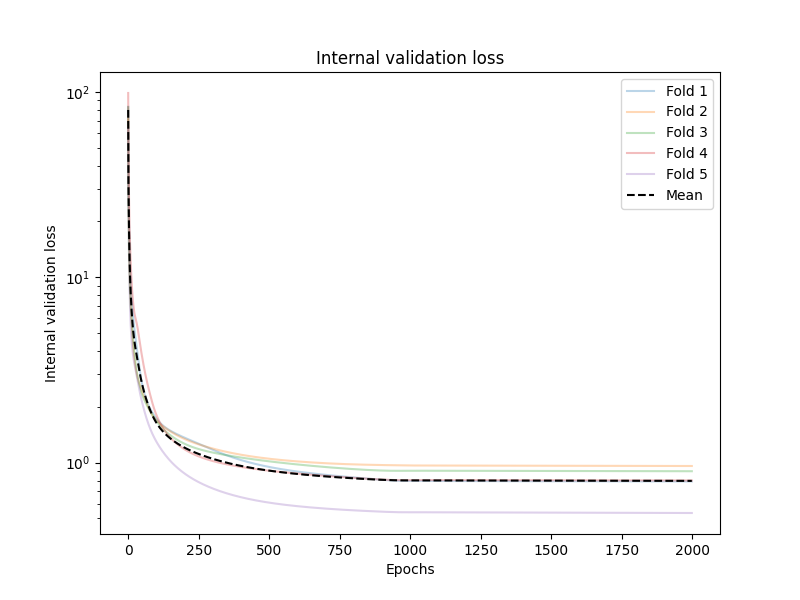 Internal validation loss
Internal validation loss
10²
10¹
10⁰
Fold 1
Fold 2
Fold 3
Fold 4
Fold 5
Mean
0 250 500 750 1000 1250 1500 1750 2000
Epochs